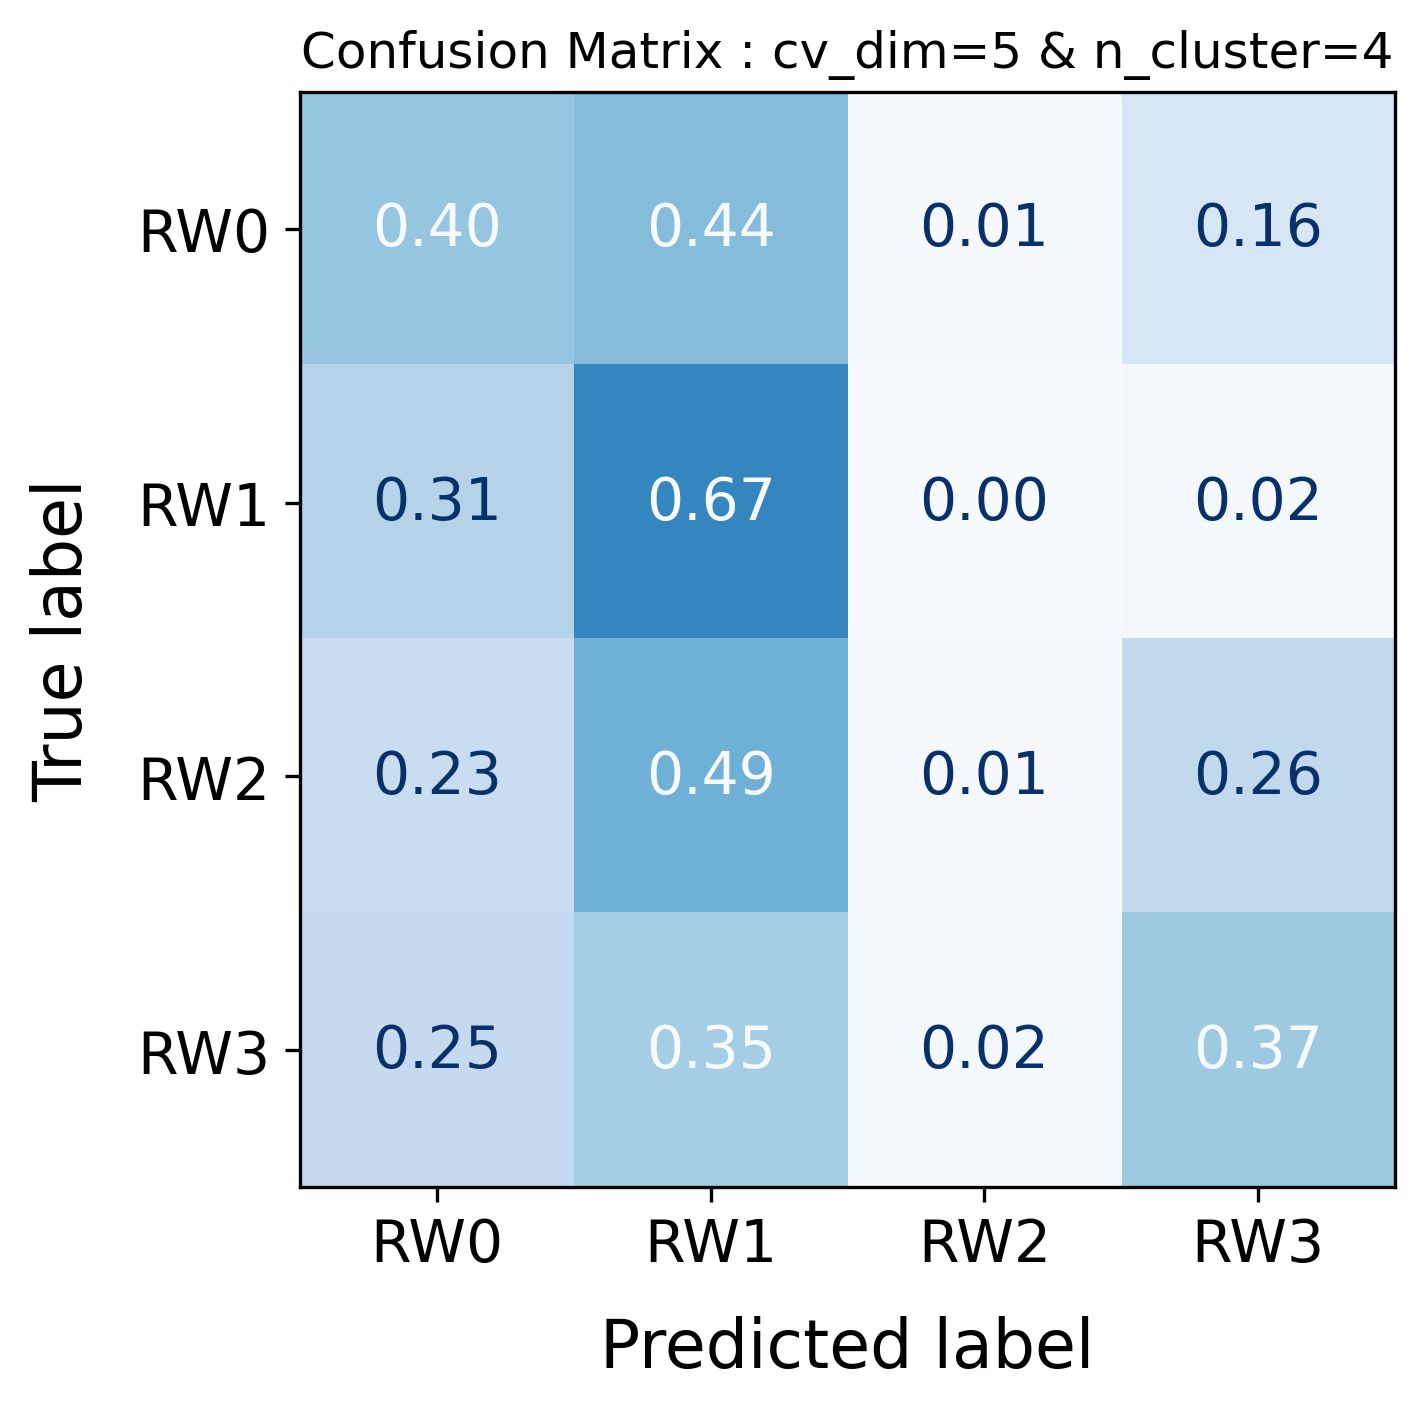 Confusion Matrix : cv_dim=5 & n_cluster=4
RW0 0.40 0.44 0.01 0.16
RW1 0.31 0.67 0.00 0.02
RW2 0.23 0.49 0.01 0.26
RW3 0.25 0.35 0.02 0.37
True label
RW0 RW1 RW2 RW3
Predicted label